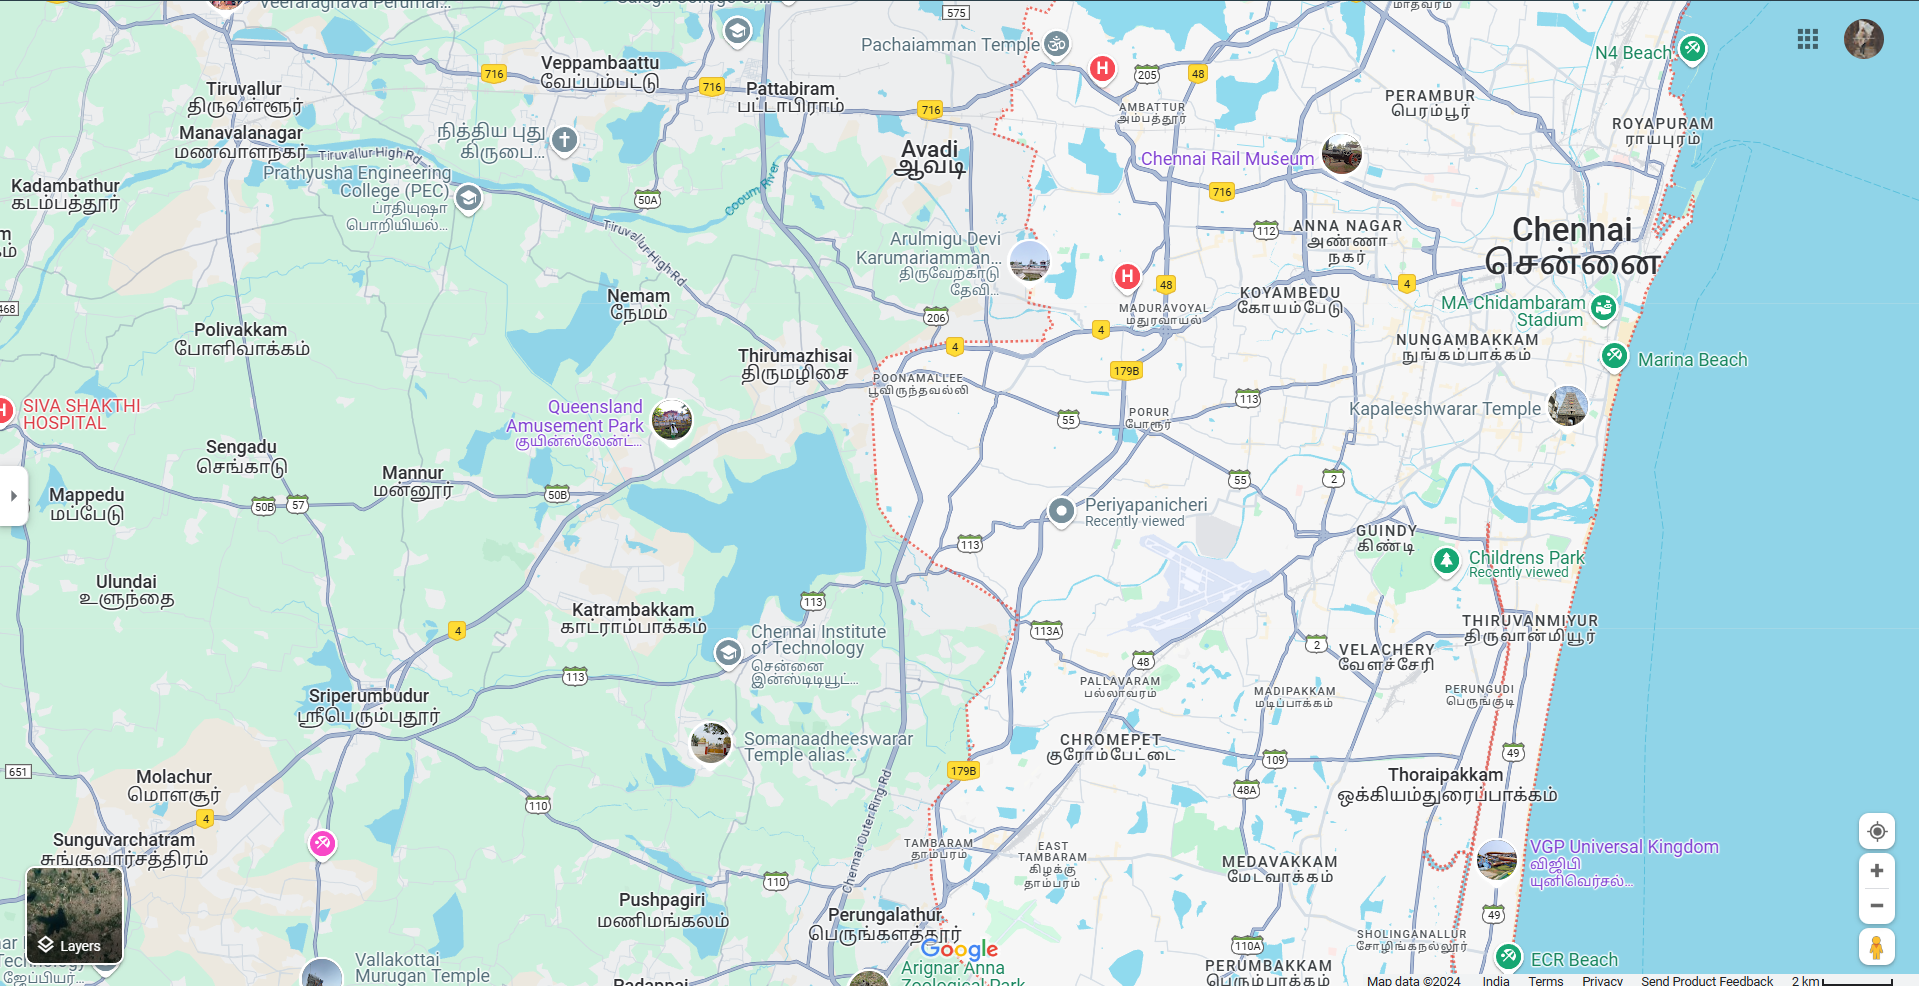 Veeraraghava Perumal...
575
Pachaiamman Temple
N4 Beach
Veppambaattu
வேப்பம்பட்டு
716
716
205
48
Tiruvallur
திருவள்ளூர்
Pattabiram
பட்டாபிராம்
716
AMBATTUR
அம்பத்தூர்
PERAMBUR
பெரம்பூர்
Manavalanagar
மணவாளநகர்
நித்திய புது
கிருபை...
ROYAPURAM
ராயபுரம்
Avadi
ஆவடி
Chennai Rail Museum
Tiruvallur High Rd
Prathyusha Engineering
College (PEC)
ப்ரதியுஷா
பொறியியல்...
Kadambathur
கடம்பத்தூர்
50A
Cooum River
716
Tiruvallur High Rd
112
ANNA NAGAR
அண்ணா
நகர்
Chennai
சென்னை
Arulmigu Devi
Karumariamman...
திருவேற்காடு
தேவி...
48
4
Nemam
நேமம்
KOYAMBEDU
கோயம்பேடு
MA Chidambaram
Stadium
468
206
MADURAVOYAL
மதுரவாயல்
4
Polivakkam
போளிவாக்கம்
4
NUNGAMBAKKAM
நுங்கம்பாக்கம்
Marina Beach
Thirumazhisai
திருமழிசை
POONAMALLEE
பூவிருந்தவல்லி
179B
SIVA SHAKTHI
HOSPITAL
Queensland
Amusement Park
குயின்ஸ்லேன்ட்...
55
PORUR
போரூர்
113
Kapaleeshwarar Temple
Sengadu
செங்காடு
Mannur
மன்னூர்
55
2
Mappedu
மப்பேடு
50B
57
50B
Periyapanicheri
Recently viewed
113
GUINDY
கிண்டி
Childrens Park
Recently viewed
Ulundai
உளுந்தை
Katrambakkam
காட்ராம்பாக்கம்
113
4
113A
THIRUVANMIYUR
திருவான்மியூர்
Chennai Institute
of Technology
சென்னை
இன்ஸ்டிடியூட்...
2
VELACHERY
வேளச்சேரி
113
48
PALLAVARAM
பல்லாவரம்
MADIPAKKAM
மடிப்பாக்கம்
PERUNGUDI
பெருங்குடி
Sriperumbudur
ஸ்ரீபெரும்புதூர்
Somanaadheeswarar
Temple alias...
CHROMEPET
குரோம்பேட்டை
49
109
651
179B
Molachur
மொளசூர்
Thoraipakkam
ஒக்கியம்துரைப்பாக்கம்
48A
110
4
Chennai Outer Ring Rd
Sunguvarchatram
சுங்குவார்சத்திரம்
TAMBARAM
தாம்பரம்
EAST
TAMBARAM
கிழக்கு
தாம்பரம்
MEDAVAKKAM
மேடவாக்கம்
VGP Universal Kingdom
விஜிபி
யுனிவெர்சல்...
110
Pushpagiri
மணிமங்கலம்
Perungalathur
பெருங்களத்தூர்
49
Layers
Google
110A
SHOLINGANALLUR
சோழிங்கநல்லூர்
Vallakottai
Murugan Temple
Arignar Anna
Zoological Park
PERUMBAKKAM
பெரும்பாக்கம்
ECR Beach
ஜேப்பியர்...
Padappai
Map data ©2024 India Terms Privacy Send Product Feedback 2 km